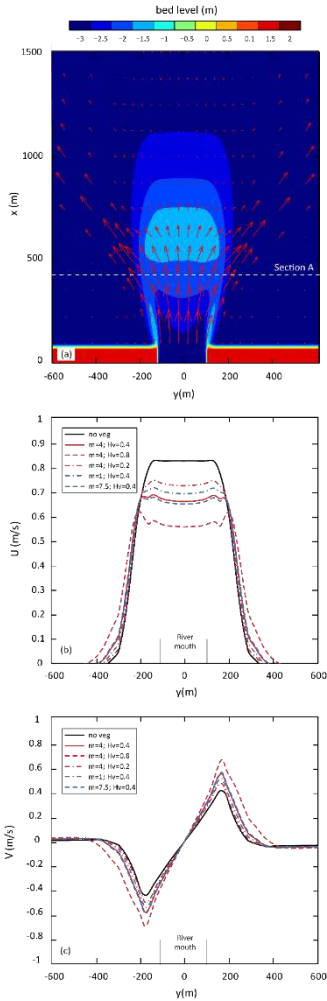 bed level (m)
-3 -2.5 -2 -1.5 -1 -0.5 0 0.5 0.1 1.5 2
1500
1000
500
0
x (m)
Section A
(a)
-600 -400 -200 0 200 400 600
y(m)
no veg
m=4; Hv=0.4
m=4; Hv=0.8
m=4; Hv=0.2
m=1; Hv=0.4
m=7.5; Hv=0.4
1
0.9
0.8
0.7
0.6
0.5
0.4
0.3
0.2
0.1
0
U (m/s)
River
mouth
(b)
-600 -400 -200 0 200 400 600
y(m)
no veg
m=4; Hv=0.4
m=4; Hv=0.8
m=4; Hv=0.2
m=1; Hv=0.4
m=7.5; Hv=0.4
1
0.8
0.6
0.4
0.2
0
-0.2
-0.4
-0.6
-0.8
-1
V (m/s)
River
mouth
(c)
-600 -400 -200 0 200 400 600
y(m)